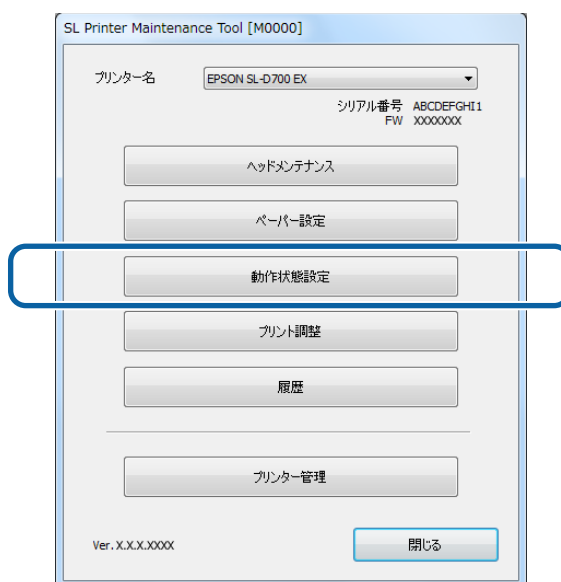 SL Printer Maintenance Tool [M0000]
プリンター名 EPSON SL-D700 EX
シリアル番号 ABCDEFGHI1
FW XXXXXXX
ヘッドメンテナンス
ペーパー設定
動作状態設定
プリント調整
履歴
プリンター管理
Ver.X.X.X.XXXX 閉じる